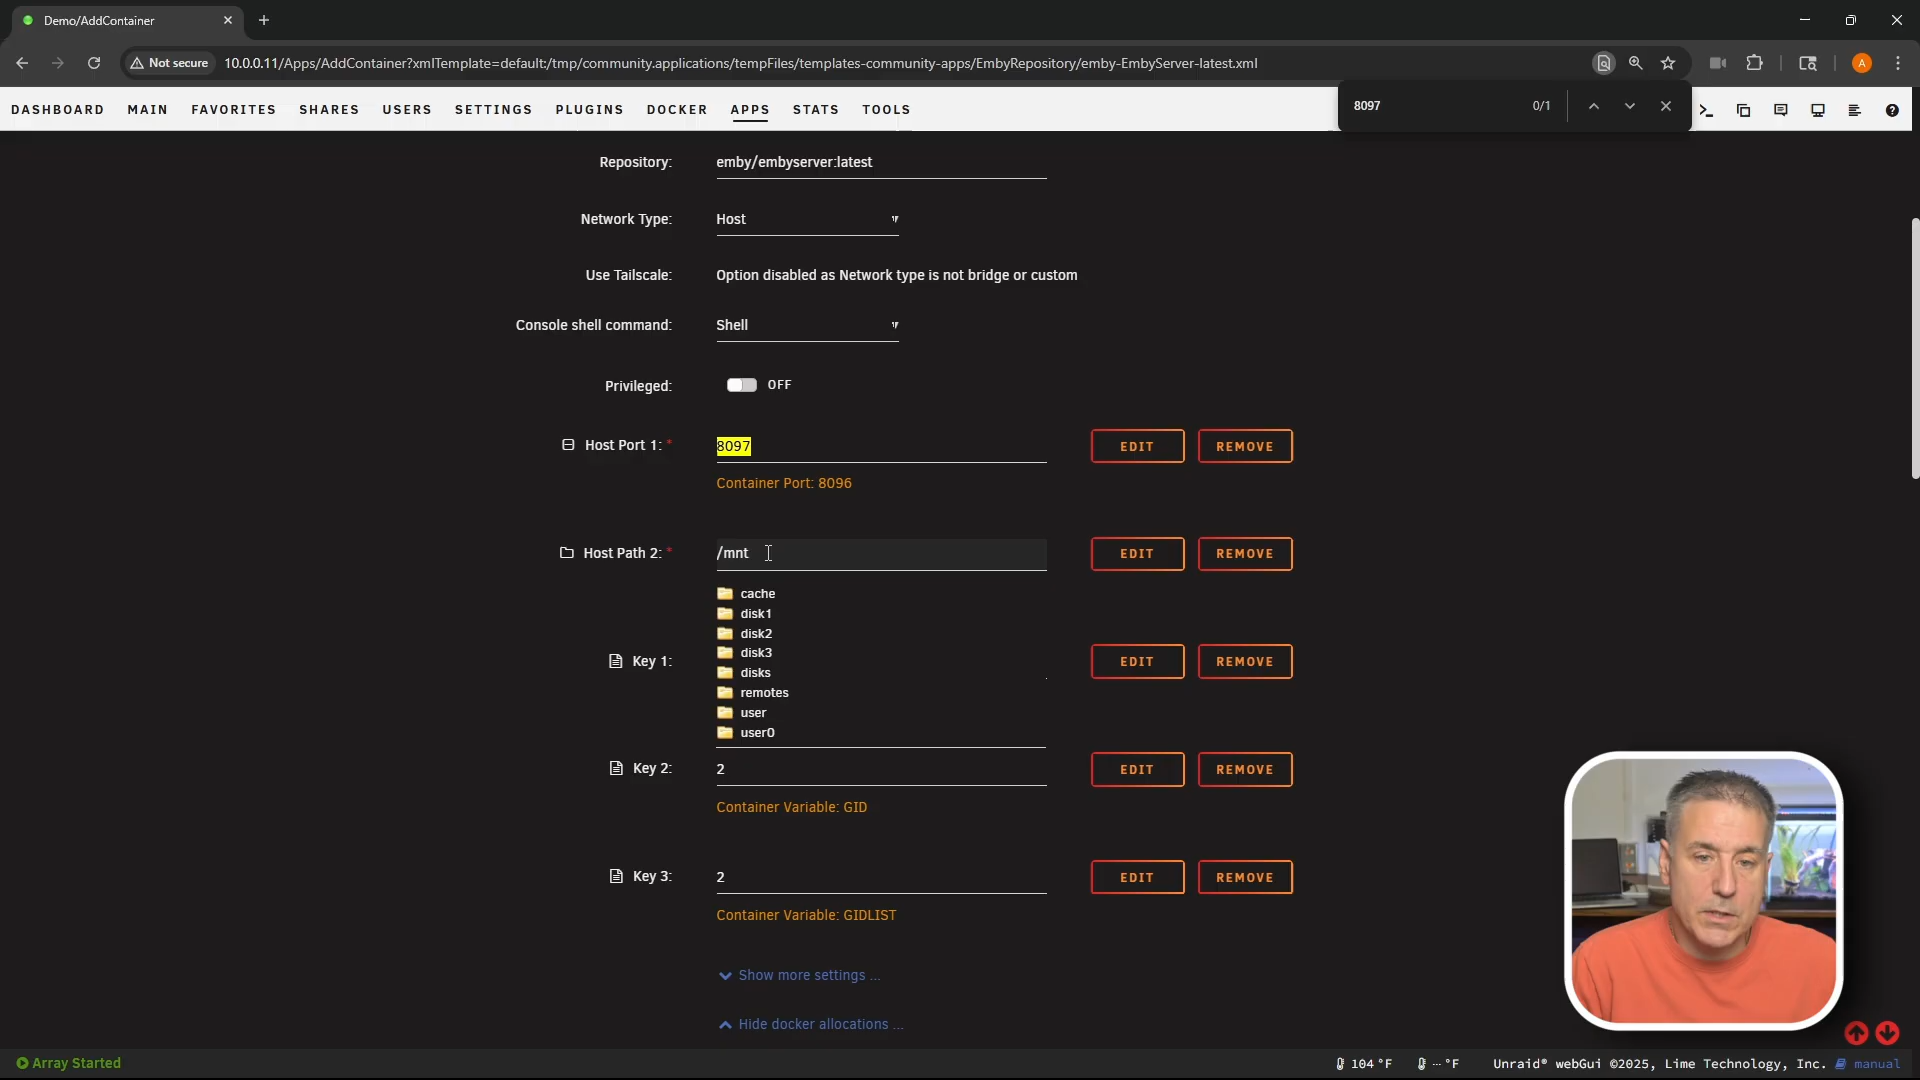 Demo/AddContainer
Not secure
10.0.0.11/Apps/AddContainer?xmlTemplate=default:/tmp/community.applications/tempFiles/templates-community-apps/EmbyRepository/emby-EmbyServer-latest.xml
A
DASHBOARD MAIN FAVORITES SHARES USERS SETTINGS PLUGINS DOCKER APPS STATS TOOLS
8097 0/1
Repository: emby/embyserver:latest
Network Type: Host
Use Tailscale: Option disabled as Network type is not bridge or custom
Console shell command: Shell
Privileged: OFF
Host Port 1: * 8097 EDIT REMOVE
Container Port: 8096
Host Path 2: * /mnt EDIT REMOVE
cache
disk1
disk2
disk3
Key 1: EDIT REMOVE
disks
remotes
user
user0
Key 2: 2 EDIT REMOVE
Container Variable: GID
Key 3: 2 EDIT REMOVE
Container Variable: GIDLIST
Show more settings ...
Hide docker allocations ...
Array Started 104 °F -- °F Unraid® webGui ©2025, Lime Technology, Inc. manual